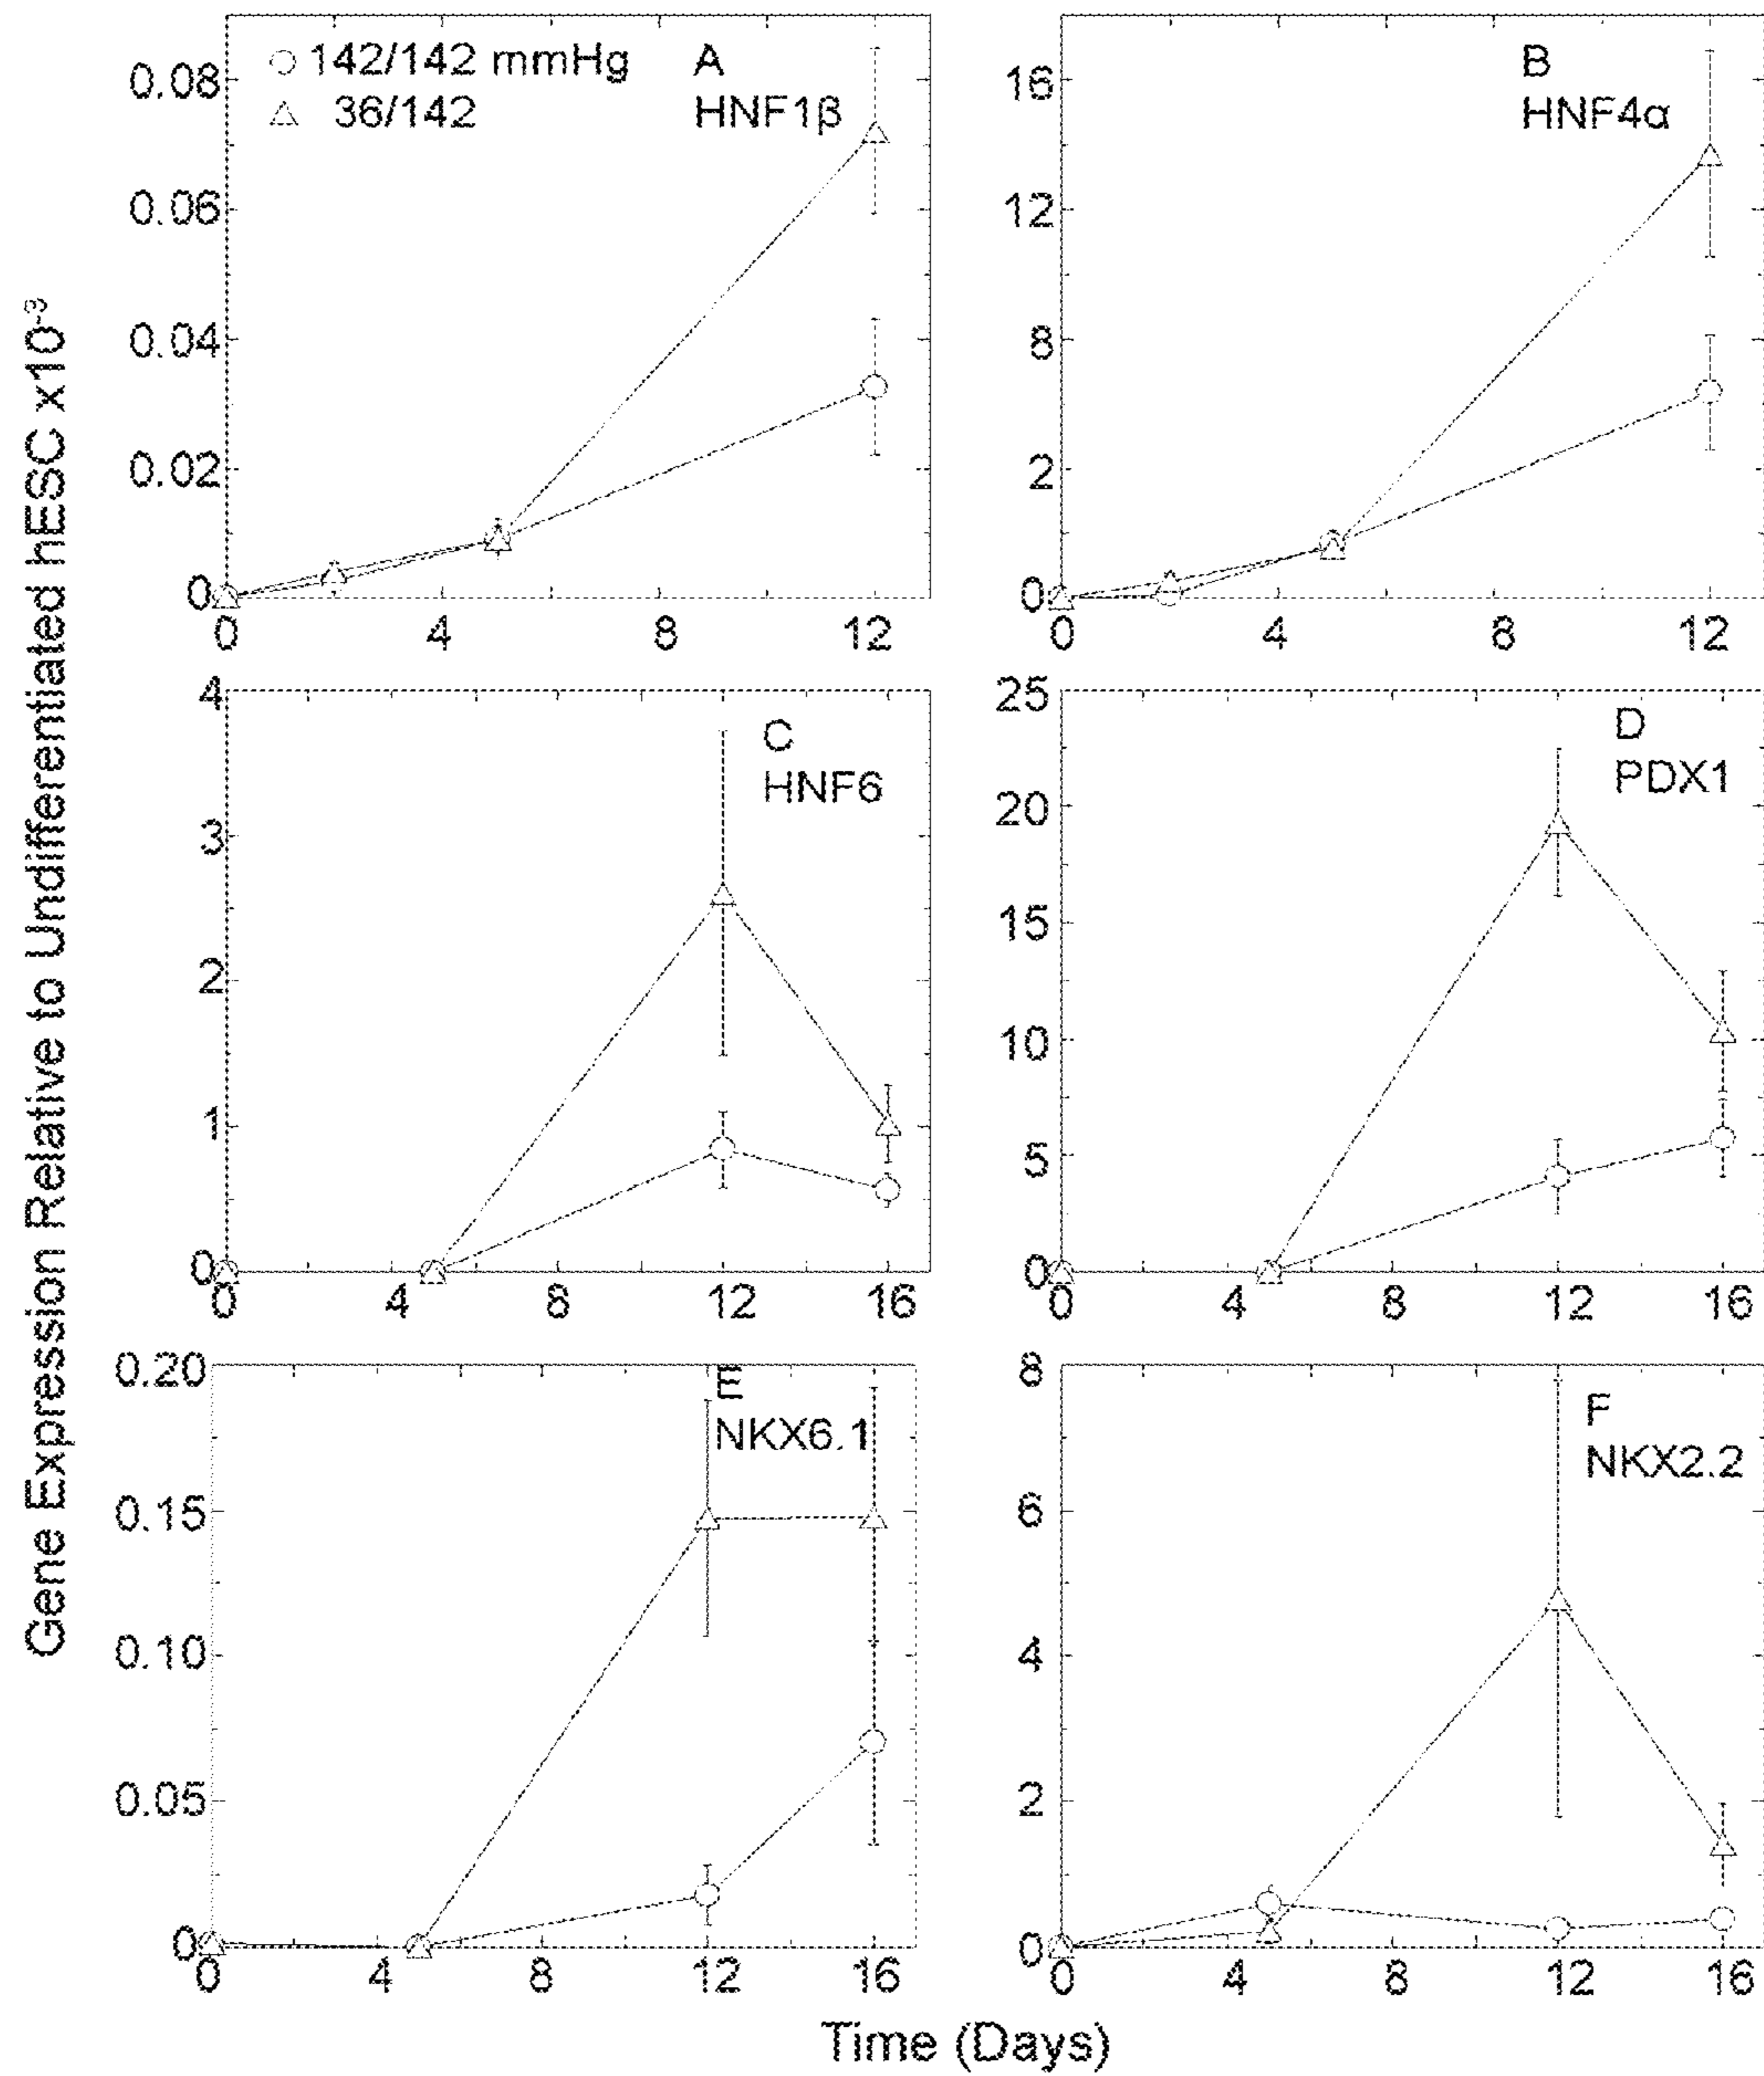 Gene Expression Relative to Undifferentiated hESC x10⁻³
142/142 mmHg
36/142
A
HNF1β
0.08
0.06
0.04
0.02
0
0 4 8 12
B
HNF4α
16
12
8
2
0
0 4 8 12
C
HNF6
4
3
2
1
0
0 4 8 12 16
D
PDX1
25
20
15
10
5
0
0 4 8 12 16
E
NKX6.1
0.20
0.15
0.10
0.05
0
0 4 8 12 16
F
NKX2.2
8
6
4
2
0
0 4 8 12 16
Time (Days)